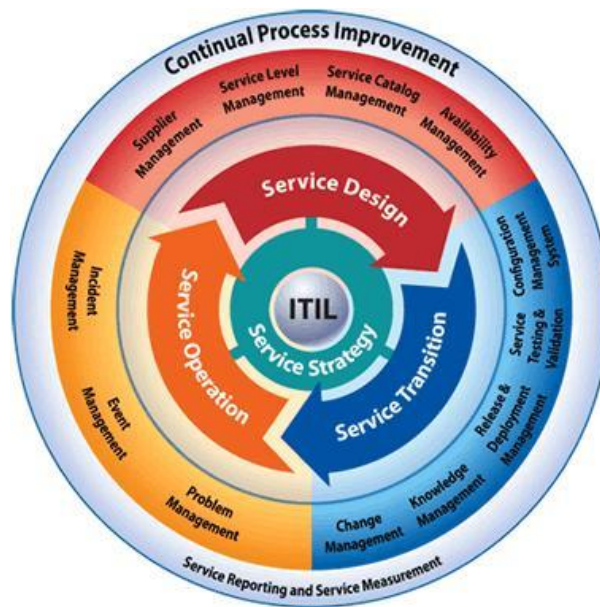 Continual Process Improvement
Supplier
Management
Service Level
Management
Service Catalog
Management
Availability
Management
Configuration
Management
System
Service
Testing &
Validation
Release &
Deployment
Management
Knowledge
Management
Change
Management
Problem
Management
Event
Management
Incident
Management
Service Design
Service Transition
Service Operation
Service Strategy
ITIL
Service Reporting and Service Measurement